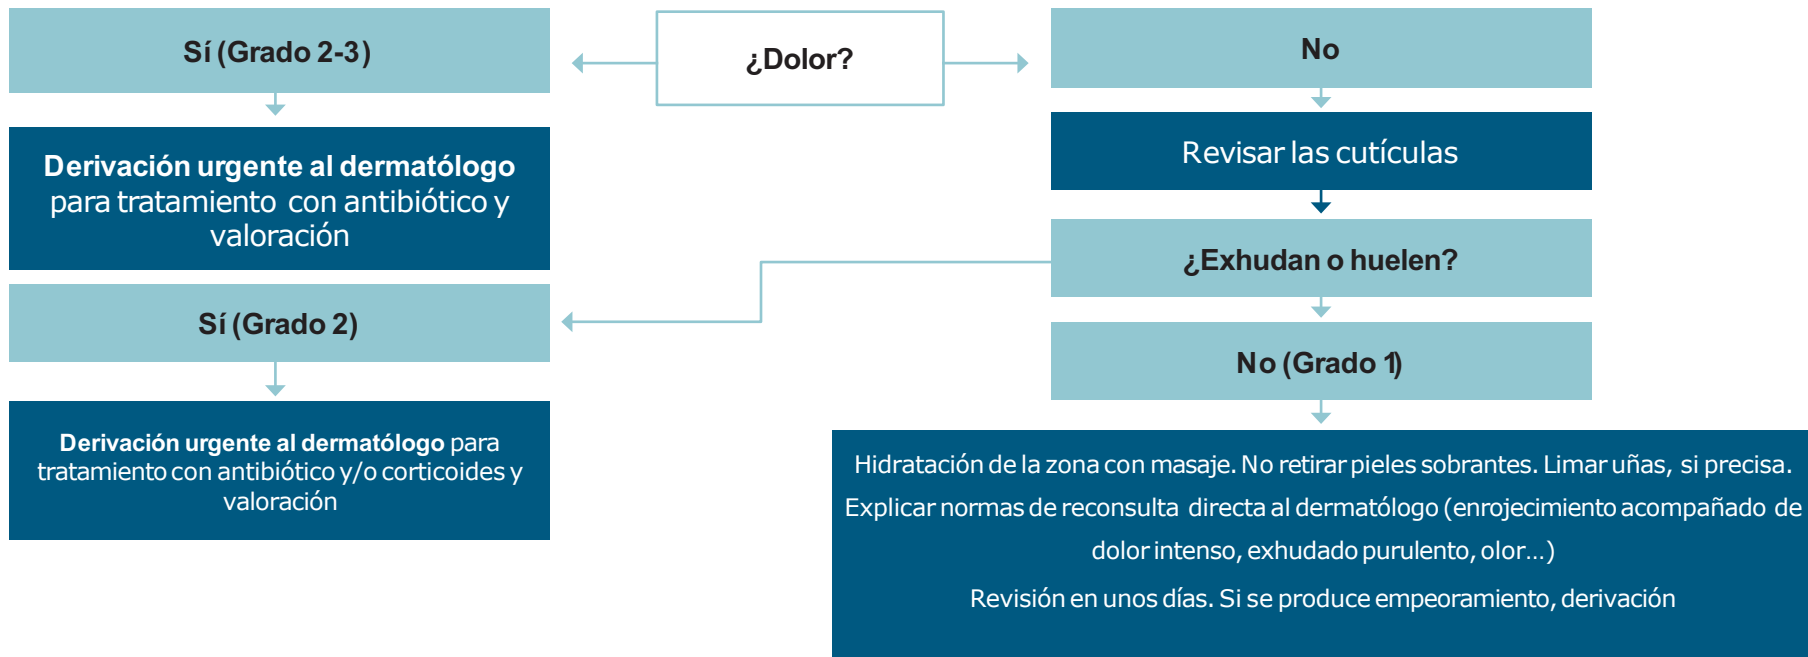 ¿Dolor?
Sí (Grado 2-3)
Derivación urgente al dermatólogo
para tratamiento con antibiótico y
valoración
No
Revisar las cutículas
¿Exhudan o huelen?
Sí (Grado 2)
Derivación urgente al dermatólogo para
tratamiento con antibiótico y/o corticoides y
valoración
No (Grado 1)
Hidratación de la zona con masaje. No retirar pieles sobrantes. Limar uñas, si precisa.
Explicar normas de reconsulta directa al dermatólogo (enrojecimiento acompañado de
dolor intenso, exhudado purulento, olor...)
Revisión en unos días. Si se produce empeoramiento, derivación